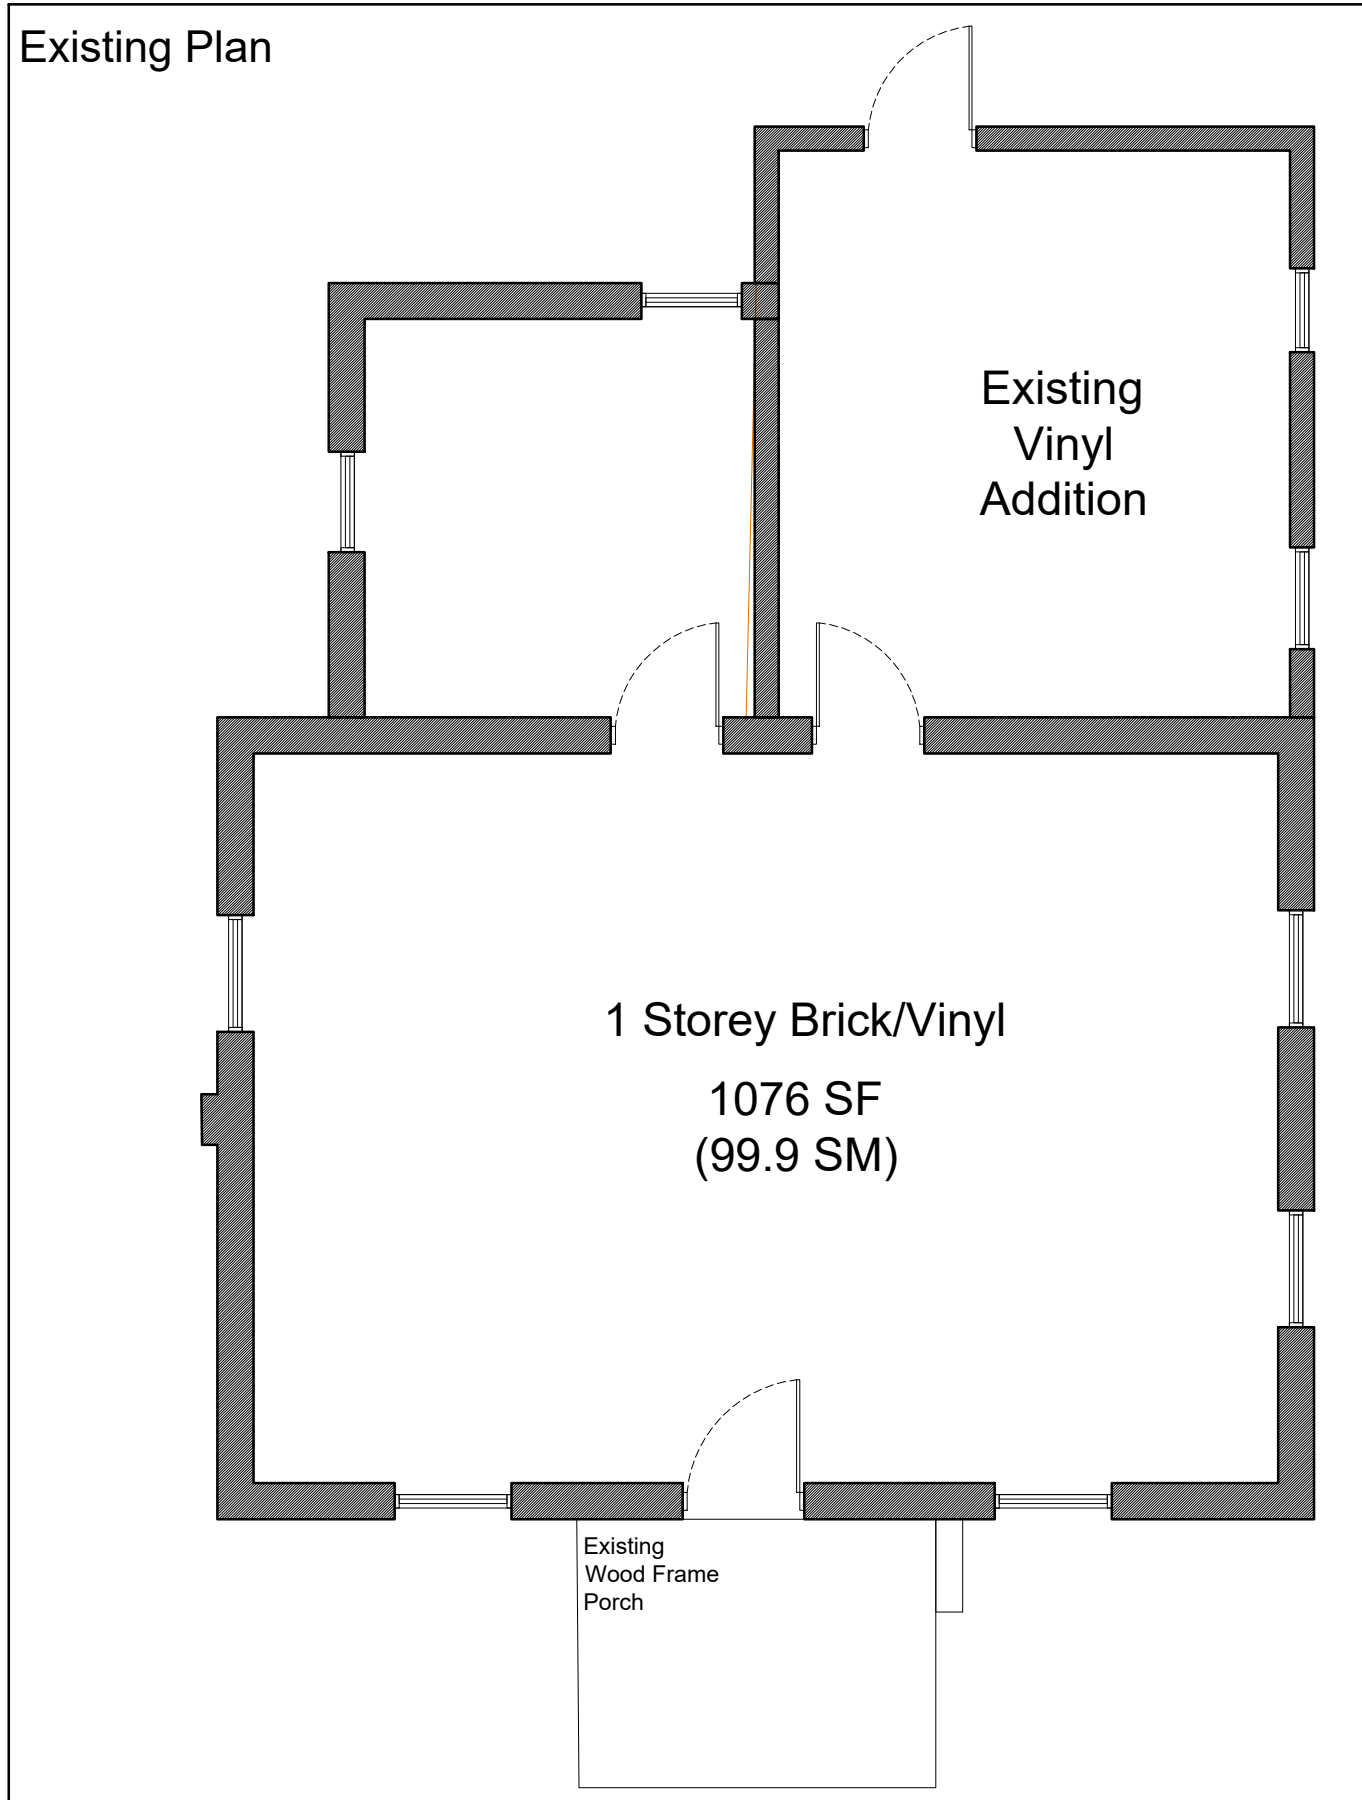 Existing Plan
Existing
Vinyl
Addition
1 Storey Brick/Vinyl
1076 SF
(99.9 SM)
Existing
Wood Frame
Porch